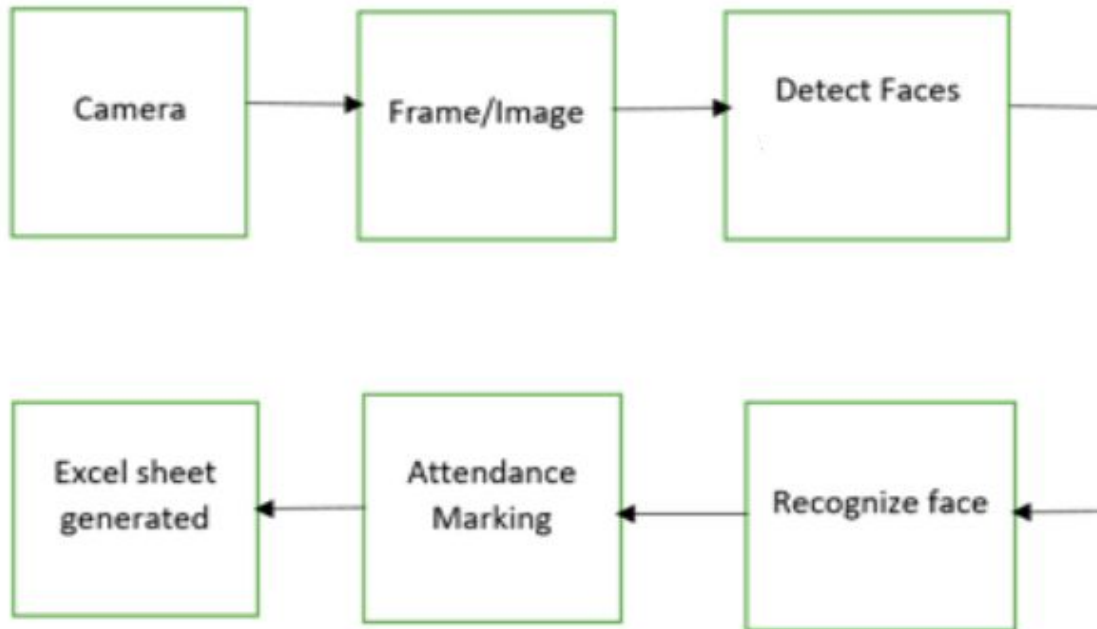 Camera
Frame/Image
Detect Faces
Excel sheet
generated
Attendance
Marking
Recognize face